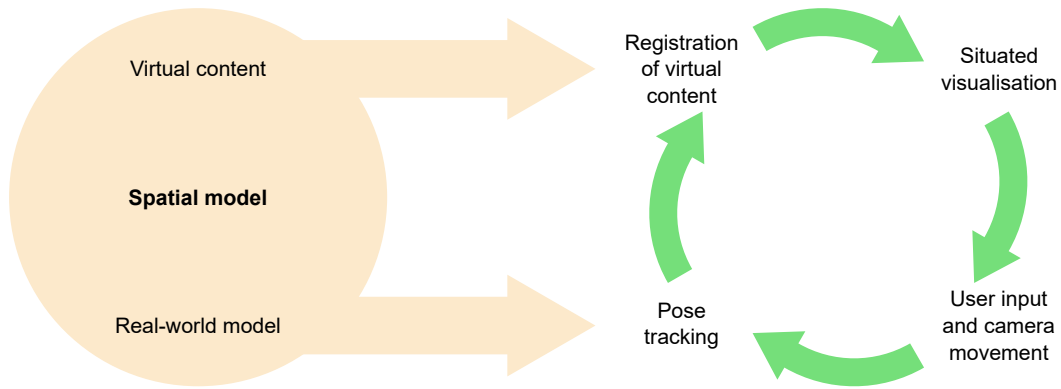 Virtual content
Spatial model
Real-world model
Registration
of virtual
content
Situated
visualisation
User input
and camera
movement
Pose
tracking